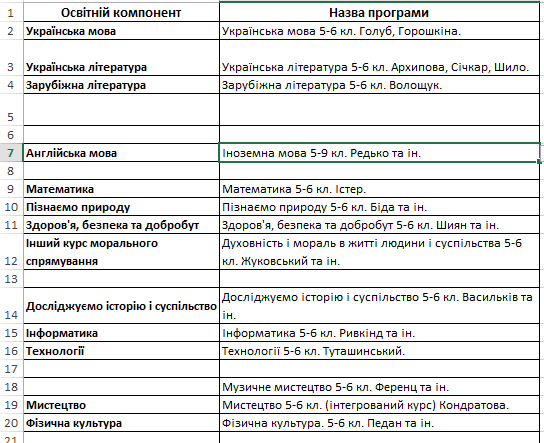 Освітній компонент Назва програми
1
2 Українська мова Українська мова 5-6 кл. Голуб, Горошкіна.
3 Українська література Українська література 5-6 кл. Архипова, Січкар, Шило.
4 Зарубіжна література Зарубіжна література 5-6 кл. Волощук.
5
6
7 Англійська мова Іноземна мова 5-9 кл. Редько та ін.
8
9 Математика Математика 5-6 кл. Істер.
10 Пізнаємо природу Пізнаємо природу 5-6 кл. Біда та ін.
11 Здоров'я, безпека та добробут Здоров'я, безпека та добробут 5-6 кл. Шиян та ін.
Інший курс морального Духовність і мораль в житті людини і суспільства 5-6
12 спрямування кл. Жуковський та ін.
13
Досліджуємо історію і суспільство 5-6 кл. Васильків та
14 Досліджуємо історію і суспільство ін.
15 Інформатика Інформатика 5-6 кл. Ривкінд та ін.
16 Технології Технології 5-6 кл. Туташинський.
17
18 Музичне мистецтво 5-6 кл. Ференц та ін.
19 Мистецтво Мистецтво 5-6 кл. (інтегрований курс) Кондратова.
20 Фізична культура Фізична культура. 5-6 кл. Педан та ін.
21